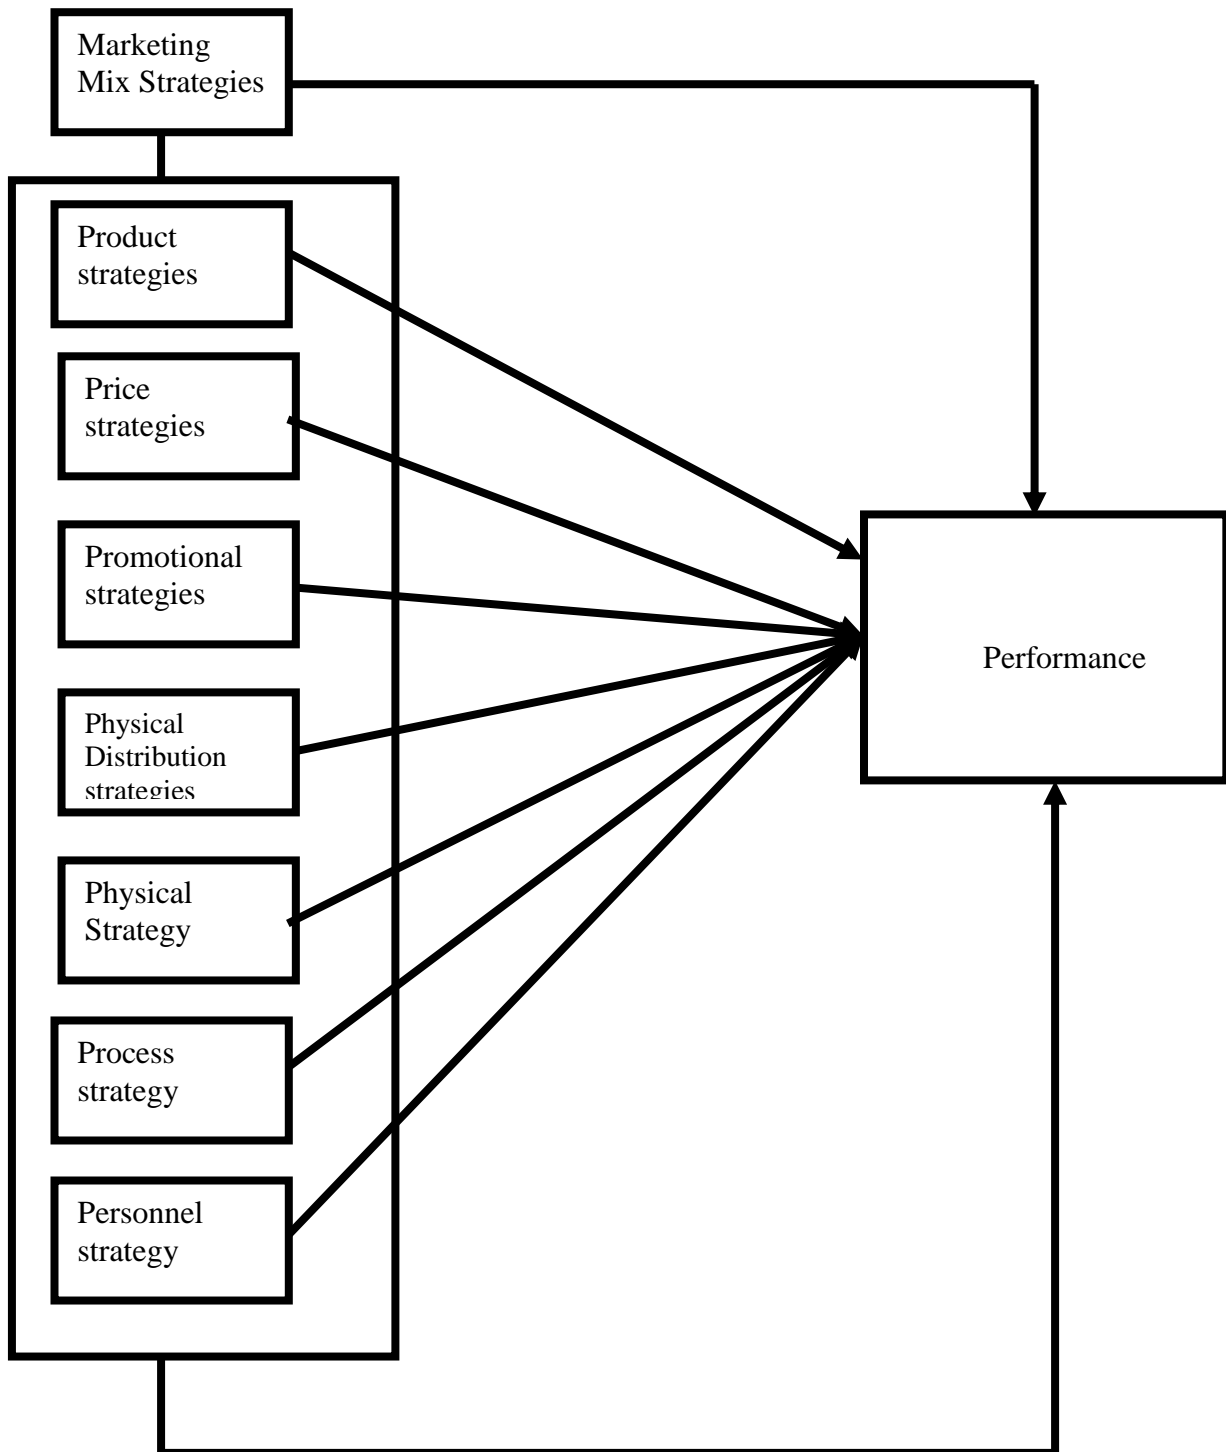 Marketing
Mix Strategies
Product
strategies
Price
strategies
Promotional
strategies
Physical
Distribution
strategies
Physical
Strategy
Process
strategy
Personnel
strategy
Performance